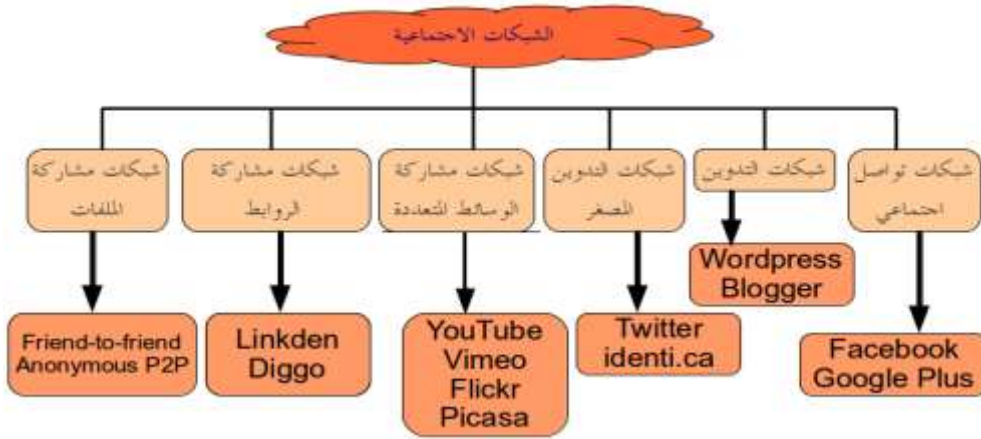 الشبكات الاجتماعية
شبكات تواصل
احتماعي
شبكات التدوين
شبكات التدوين
المصغر
شبكات مشاركة
الوسائط المتعددة
شبكات مشاركة
الروابط
شبكات مشاركة
الملفات
Facebook
Google Plus
Wordpress
Blogger
Twitter
identi.ca
YouTube
Vimeo
Flickr
Picasa
Linkden
Diggo
Friend-to-friend
Anonymous P2P